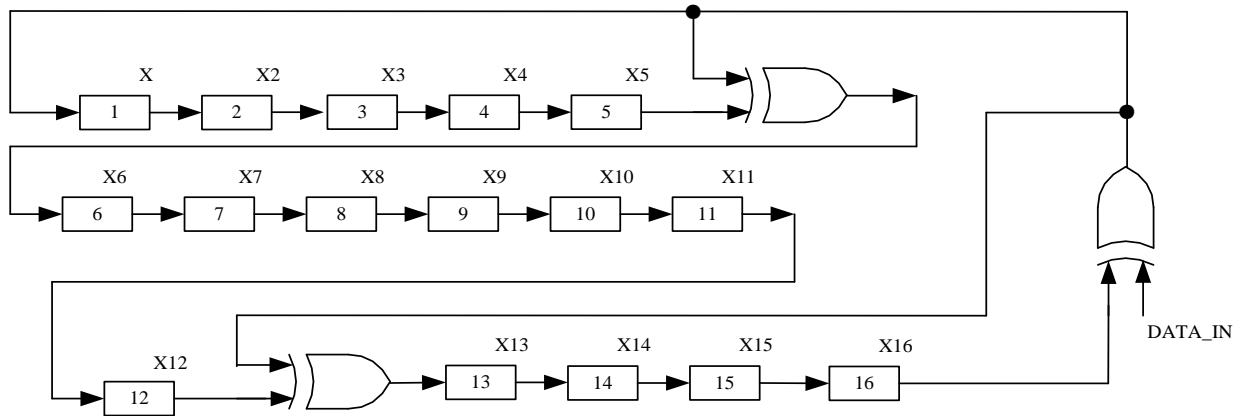 X X2 X3 X4 X5
1 2 3 4 5
X6 X7 X8 X9 X10 X11
6 7 8 9 10 11
DATA_IN
X12 X13 X14 X15 X16
12 13 14 15 16